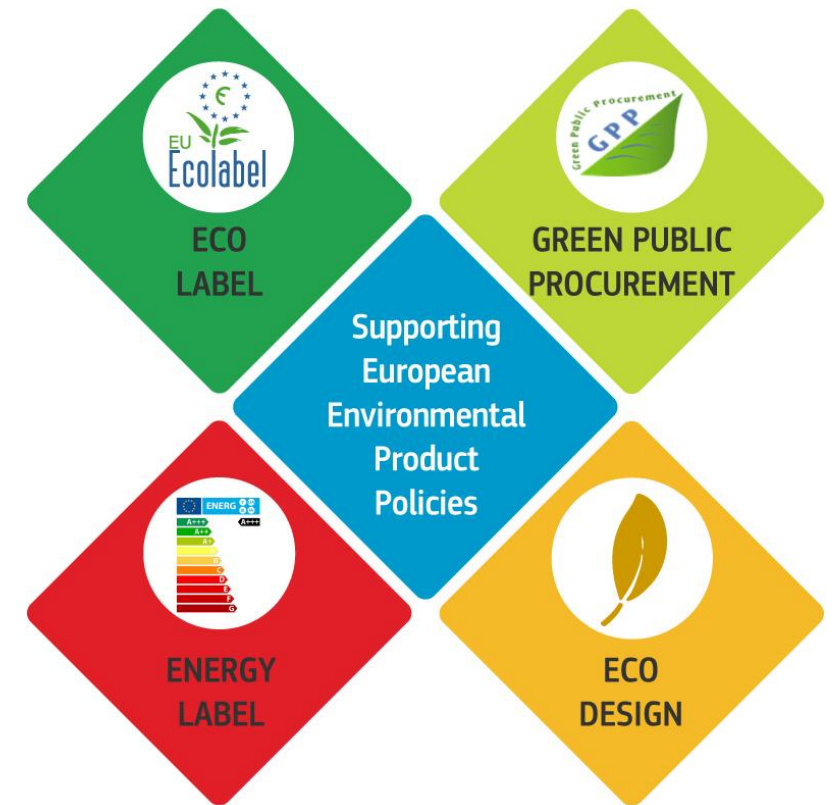 EU
Ecolabel
ECO
LABEL
Green Public Procurement
GPP
GREEN PUBLIC
PROCUREMENT
Supporting
European
Environmental
Product
Policies
ENERG
A+++
A+++
A++
A+
C
D
E
F
G
ENERGY
LABEL
ECO
DESIGN